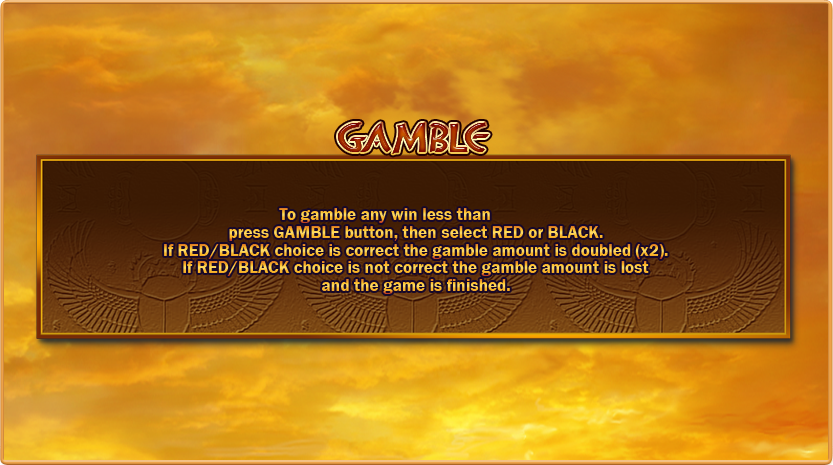 GAMBLE
To gamble any win less than
press GAMBLE button, then select RED or BLACK.
If RED/BLACK choice is correct the gamble amount is doubled (x2).
If RED/BLACK choice is not correct the gamble amount is lost
and the game is finished.